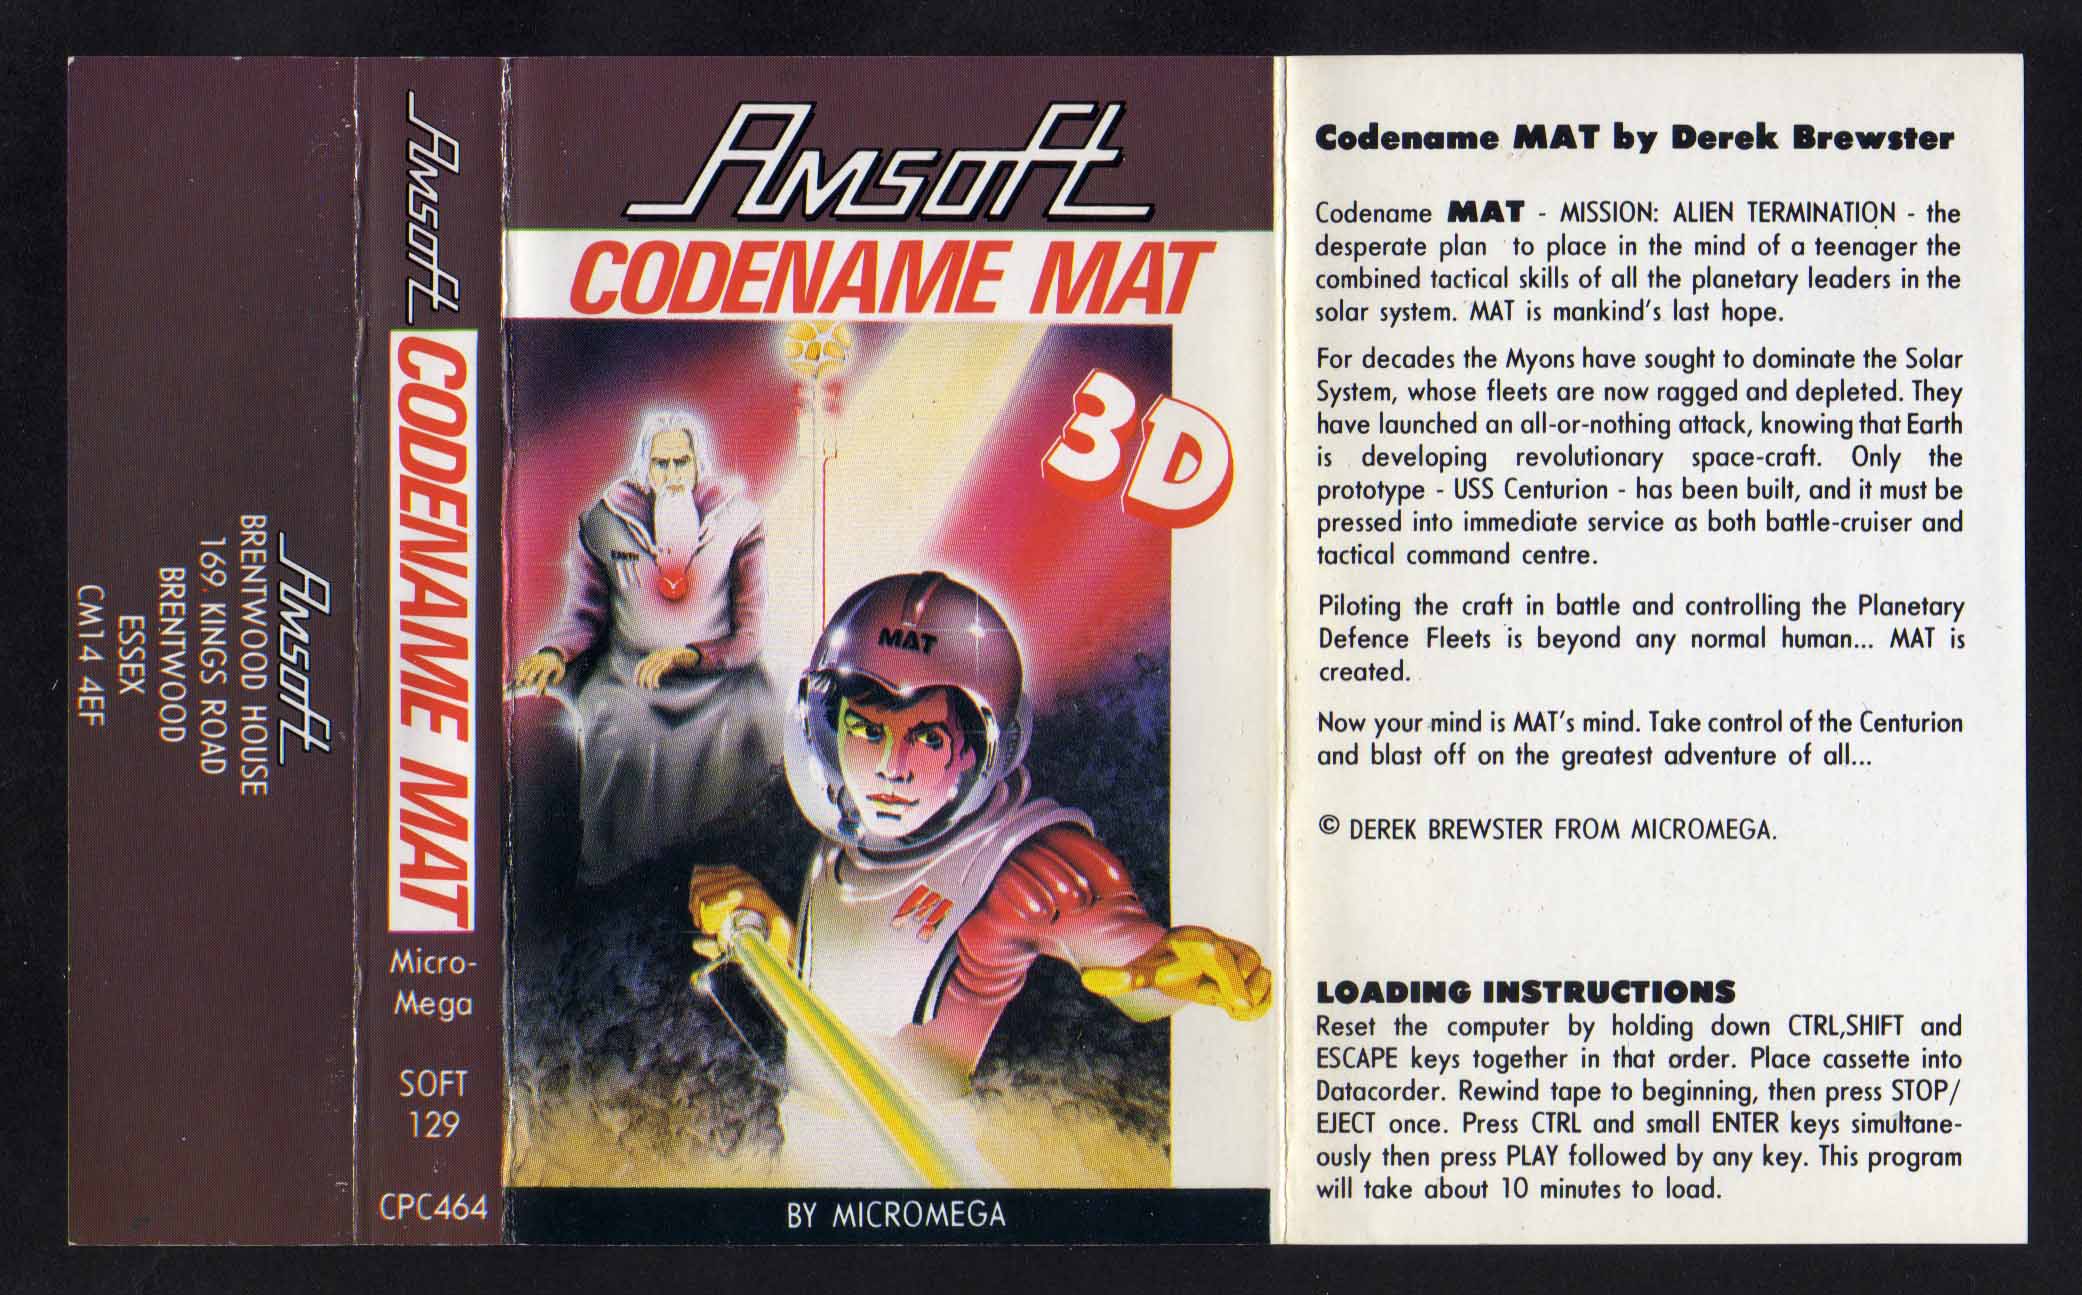 Amsoft
BRENTWOOD HOUSE
169, KINGS ROAD
BRENTWOOD
ESSEX
CM14 4EF
Amsoft
CODENAME MAT
Micro-
Mega
SOFT
129
CPC464
Amsoft
CODENAME MAT
3D
EARTH
MAT
BY MICROMEGA
Codename MAT by Derek Brewster
Codename MAT - MISSION: ALIEN TERMINATION - the
desperate plan to place in the mind of a teenager the
combined tactical skills of all the planetary leaders in the
solar system. MAT is mankind's last hope.
For decades the Myons have sought to dominate the Solar
System, whose fleets are now ragged and depleted. They
have launched an all-or-nothing attack, knowing that Earth
is developing revolutionary space-craft. Only the
prototype - USS Centurion - has been built, and it must be
pressed into immediate service as both battle-cruiser and
tactical command centre.
Piloting the craft in battle and controlling the Planetary
Defence Fleets is beyond any normal human... MAT is
created.
Now your mind is MAT's mind. Take control of the Centurion
and blast off on the greatest adventure of all...
© DEREK BREWSTER FROM MICROMEGA.
LOADING INSTRUCTIONS
Reset the computer by holding down CTRL,SHIFT and
ESCAPE keys together in that order. Place cassette into
Datacorder. Rewind tape to beginning, then press STOP/
EJECT once. Press CTRL and small ENTER keys simultane-
ously then press PLAY followed by any key. This program
will take about 10 minutes to load.